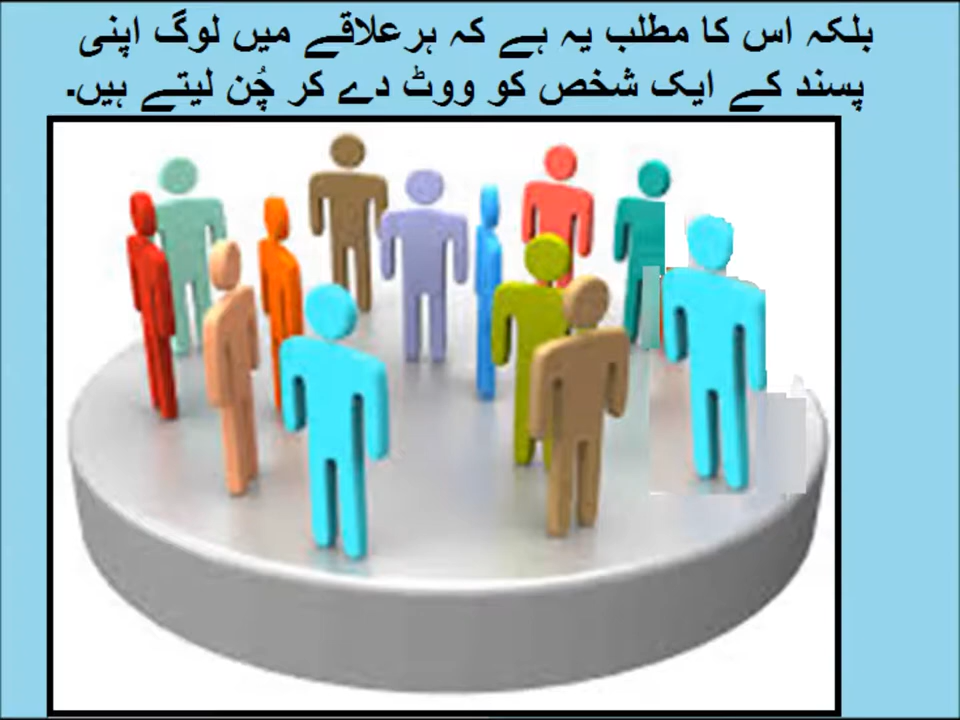 بلکہ اس کا مطلب یہ ہے کہ ہرعلاقے میں لوگ اپنی
پسند کے ایک شخص کو ووٹ دے کر چُن لیتے ہیں۔